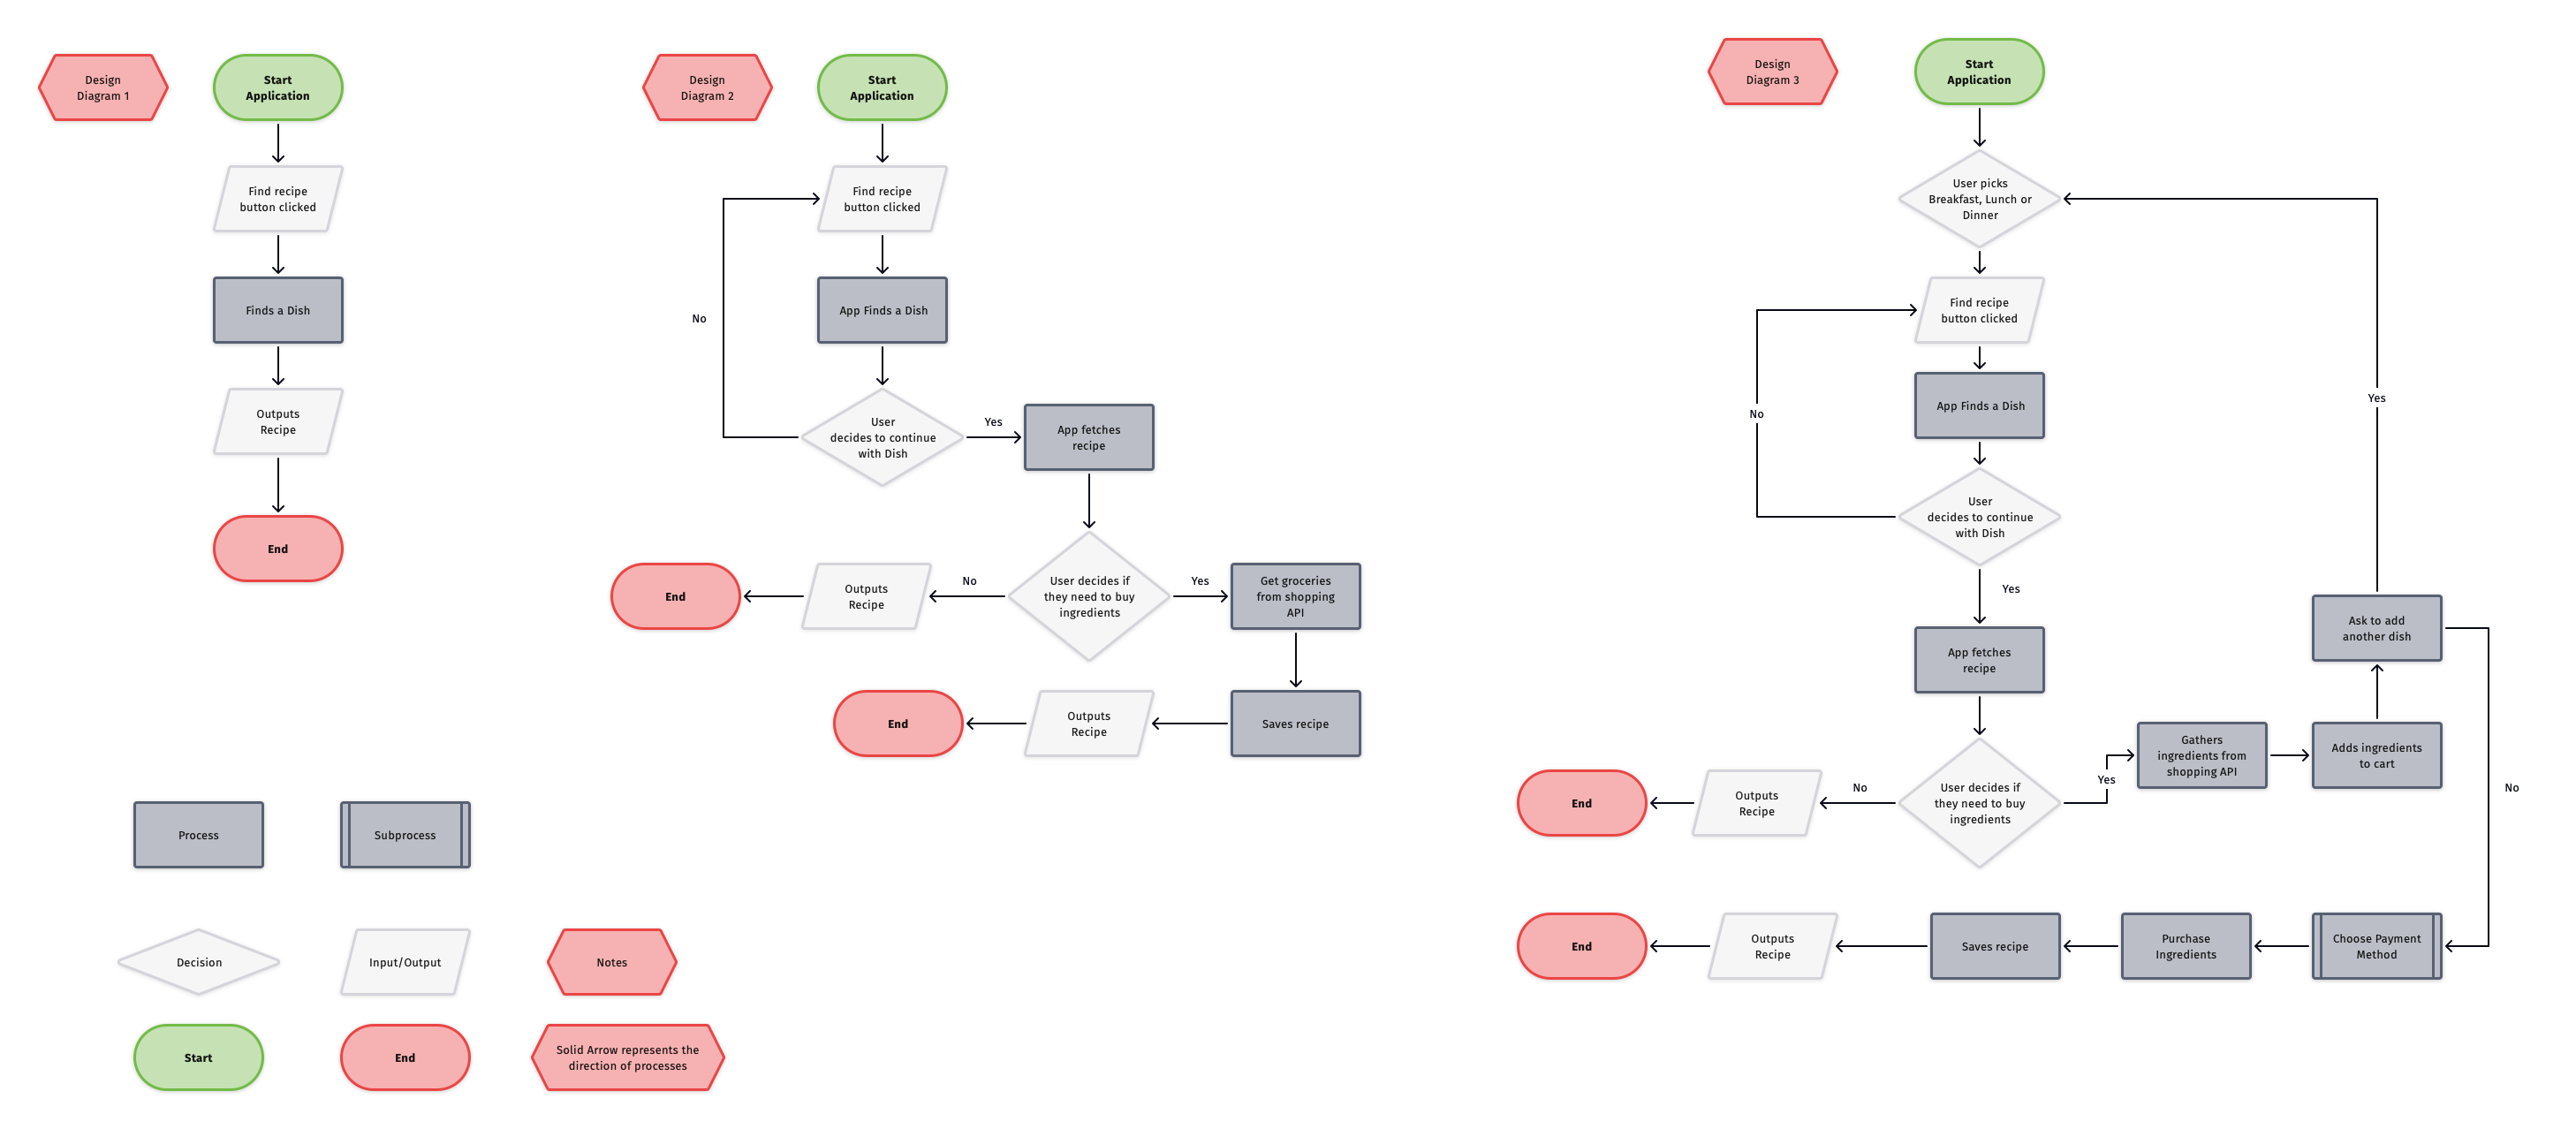 Design
Diagram 1
Start
Application
Find recipe
button clicked
Finds a Dish
Outputs
Recipe
End
Design
Diagram 2
Start
Application
Find recipe
button clicked
App Finds a Dish
No
User
decides to continue
with Dish
Yes
App fetches
recipe
User decides if
they need to buy
ingredients
No
Outputs
Recipe
End
Yes
Get groceries
from shopping
API
Saves recipe
Outputs
Recipe
End
Design
Diagram 3
Start
Application
User picks
Breakfast, Lunch or
Dinner
Find recipe
button clicked
App Finds a Dish
No
User
decides to continue
with Dish
Yes
App fetches
recipe
User decides if
they need to buy
ingredients
No
Outputs
Recipe
End
Yes
Gathers
ingredients from
shopping API
Adds ingredients
to cart
Ask to add
another dish
Yes
No
Choose Payment
Method
Purchase
Ingredients
Saves recipe
Outputs
Recipe
End
Process
Subprocess
Decision
Input/Output
Notes
Start
End
Solid Arrow represents the
direction of processes